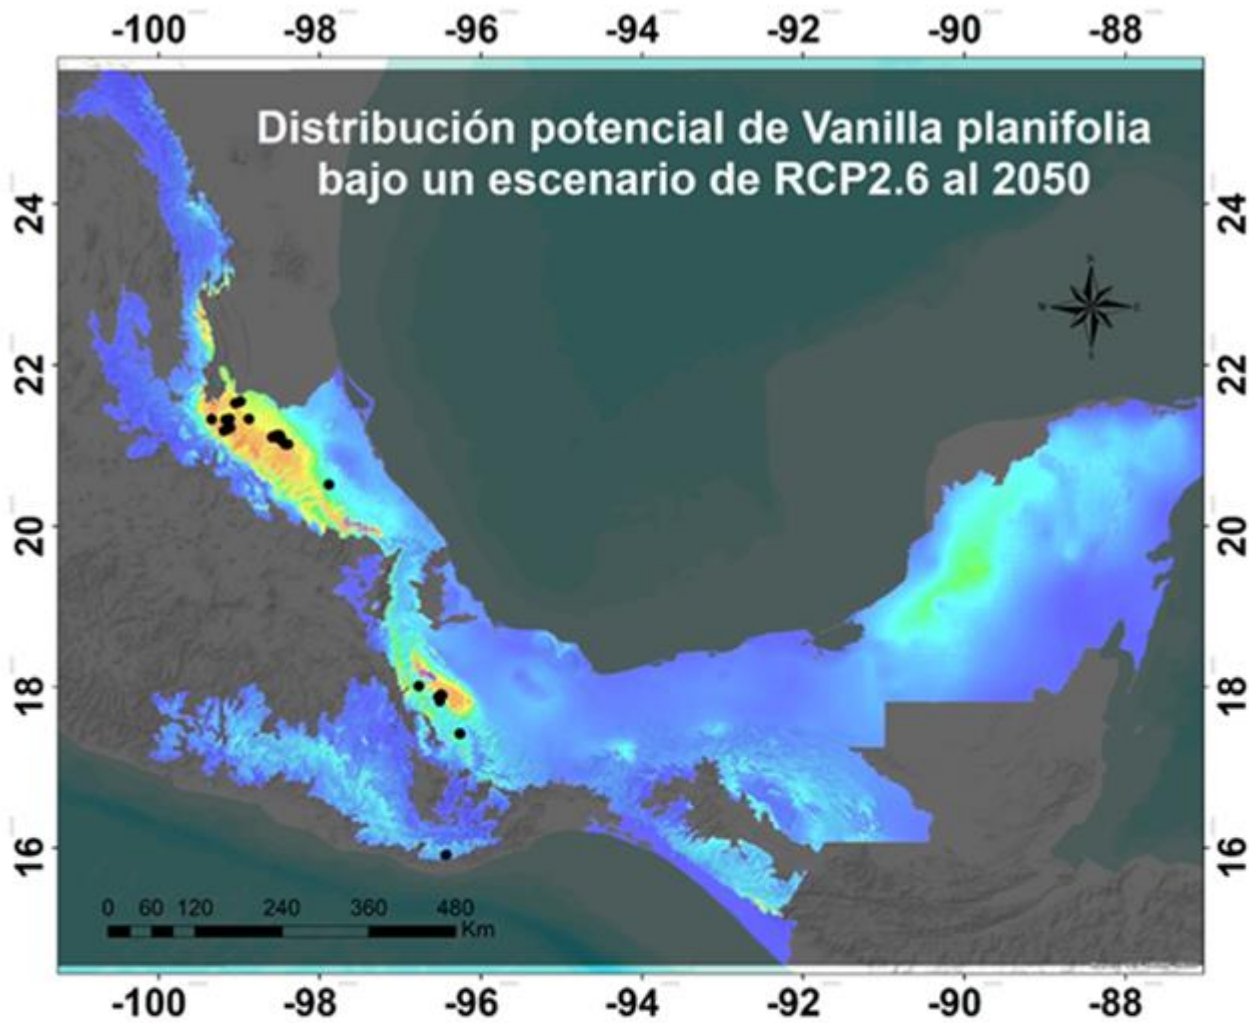 -100 -98 -96 -94 -92 -90 -88
Distribución potencial de Vanilla planifolia
bajo un escenario de RCP2.6 al 2050
24 24
22 22
20 20
18 18
16 16
0 60 120 240 360 480
Km
-100 -98 -96 -94 -92 -90 -88